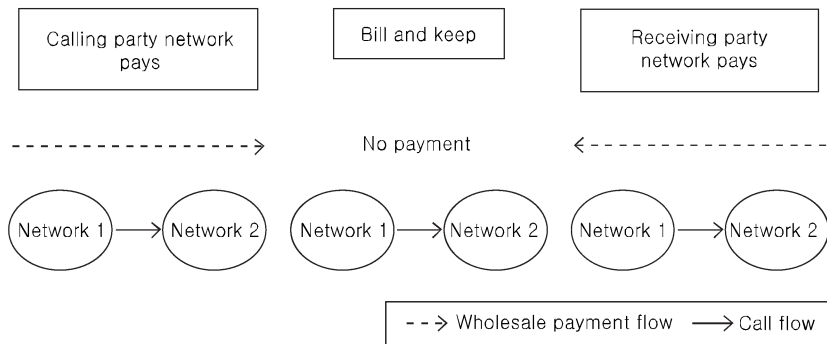 Calling party network
pays
Bill and keep
Receiving party
network pays
No payment
Network 1
Network 2
Network 1
Network 2
Network 1
Network 2
Wholesale payment flow
Call flow